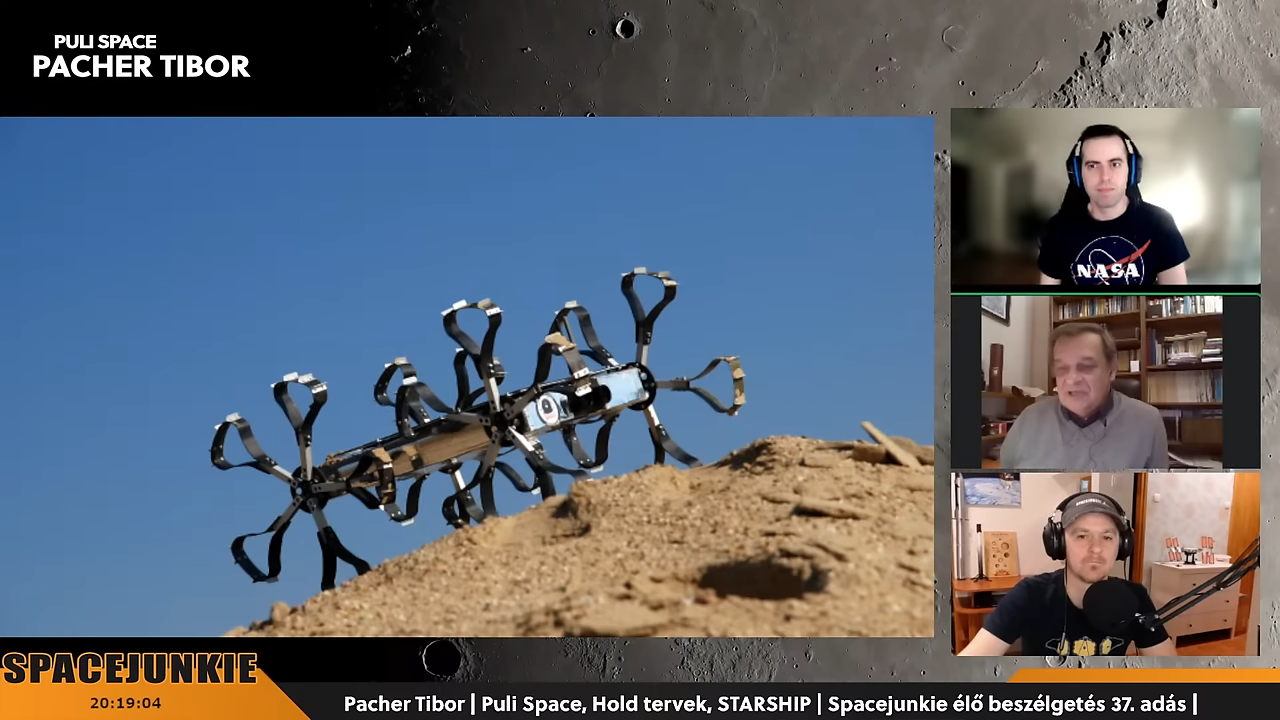 PULI SPACE
PACHER TIBOR
NASA
SPACEJUNKIE
20:19:04
Pacher Tibor | Puli Space, Hold tervek, STARSHIP | Spacejunkie élő beszélgetés 37. adás |